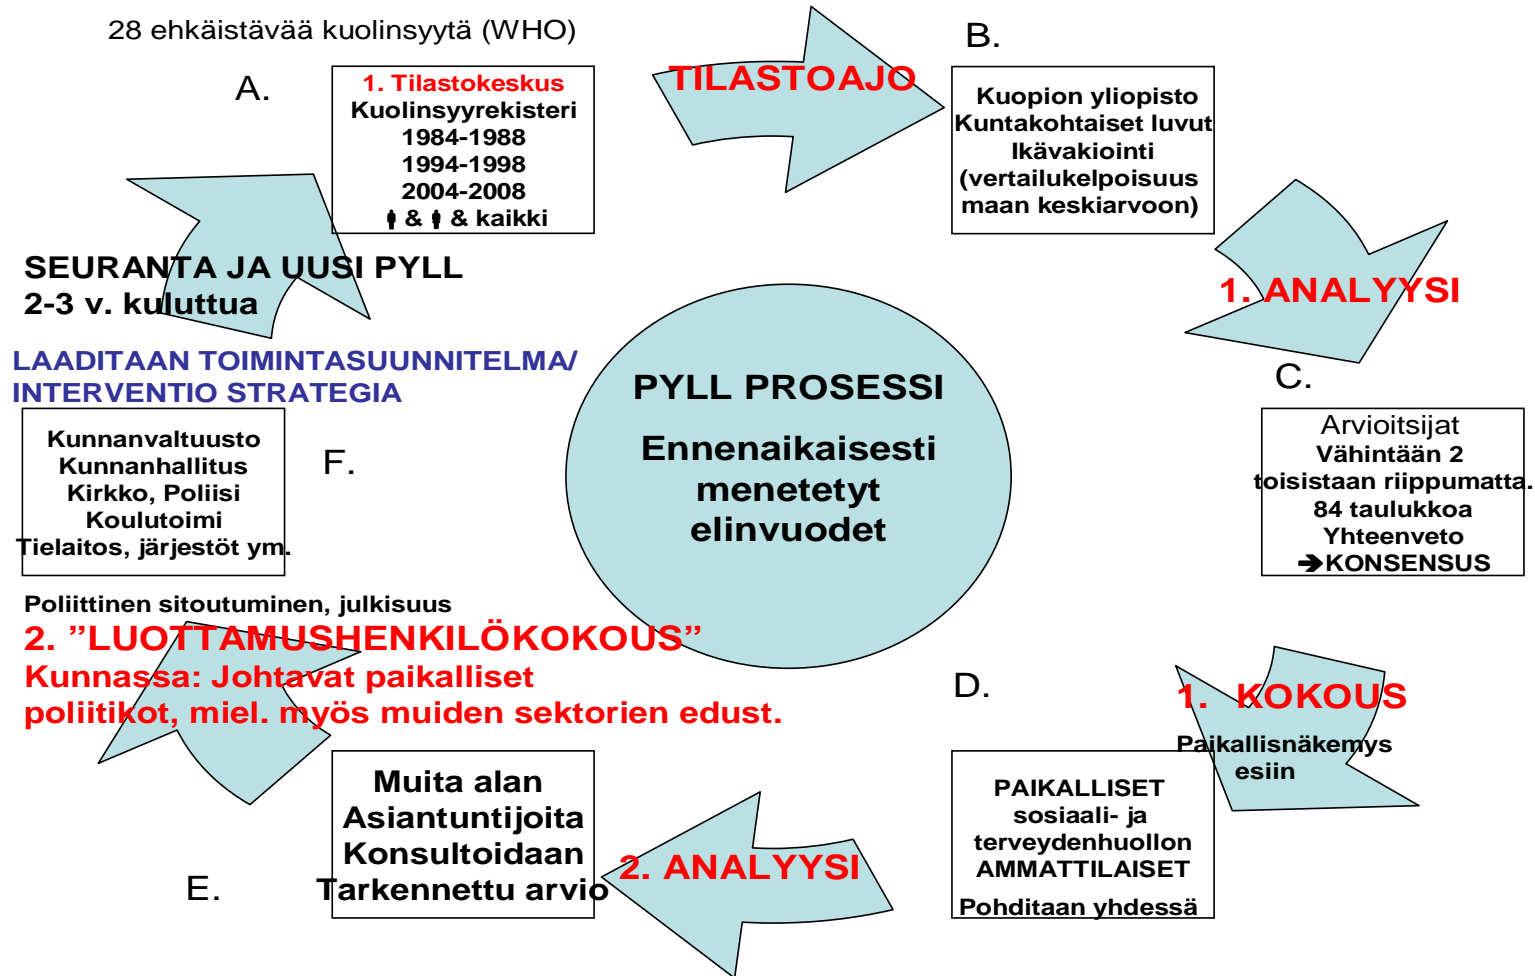 28 ehkäistävää kuolinsyytä (WHO)
A.
1. Tilastokeskus
Kuolinsyyrekisteri
1984-1988
1994-1998
2004-2008
& & kaikki
TILASTOAJO
B.
Kuopion yliopisto
Kuntakohtaiset luvut
Ikävakiointi
(vertailukelpoisuus
maan keskiarvoon)
1. ANALYYSI
C.
Arvioitsijat
Vähintään 2
toisistaan riippumatta.
84 taulukkoa
Yhteenveto
➔KONSENSUS
1. KOKOUS
Paikallisnäkemys
esiin
D.
PAIKALLISET
sosiaali- ja
terveydenhuollon
AMMATTILAISET
Pohditaan yhdessä
2. ANALYYSI
E.
Muita alan
Asiantuntijoita
Konsultoidaan
Tarkennettu arvio
Poliittinen sitoutuminen, julkisuus
2. ”LUOTTAMUSHENKILÖKOKOUS”
Kunnassa: Johtavat paikalliset
poliitikot, miel. myös muiden sektorien edust.
F.
Kunnanvaltuusto
Kunnanhallitus
Kirkko, Poliisi
Koulutoimi
Tielaitos, järjestöt ym.
LAADITAAN TOIMINTASUUNNITELMA/
INTERVENTIO STRATEGIA
SEURANTA JA UUSI PYLL
2-3 v. kuluttua
PYLL PROSESSI
Ennenaikaisesti
menetetyt
elinvuodet